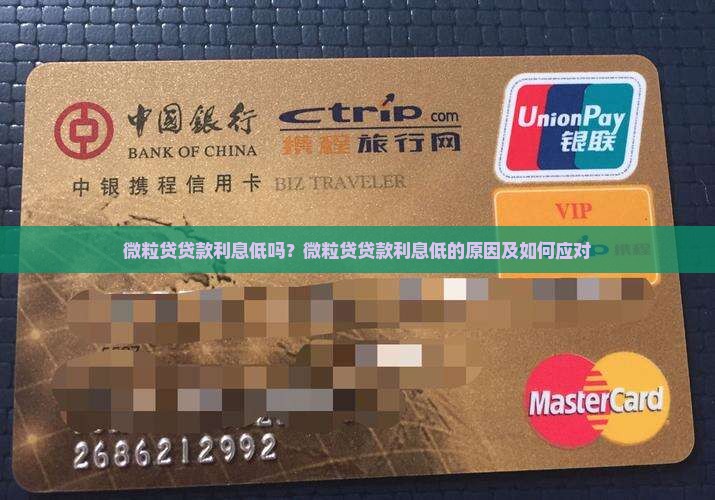 中國銀行
BANK OF CHINA
ctrip.com
携程旅行网
UnionPay
银联
中银携程信用卡 BIZ TRAVELER
VIP
微粒贷贷款利息低吗？微粒贷贷款利息低的原因及如何应对
MasterCard
2686212992